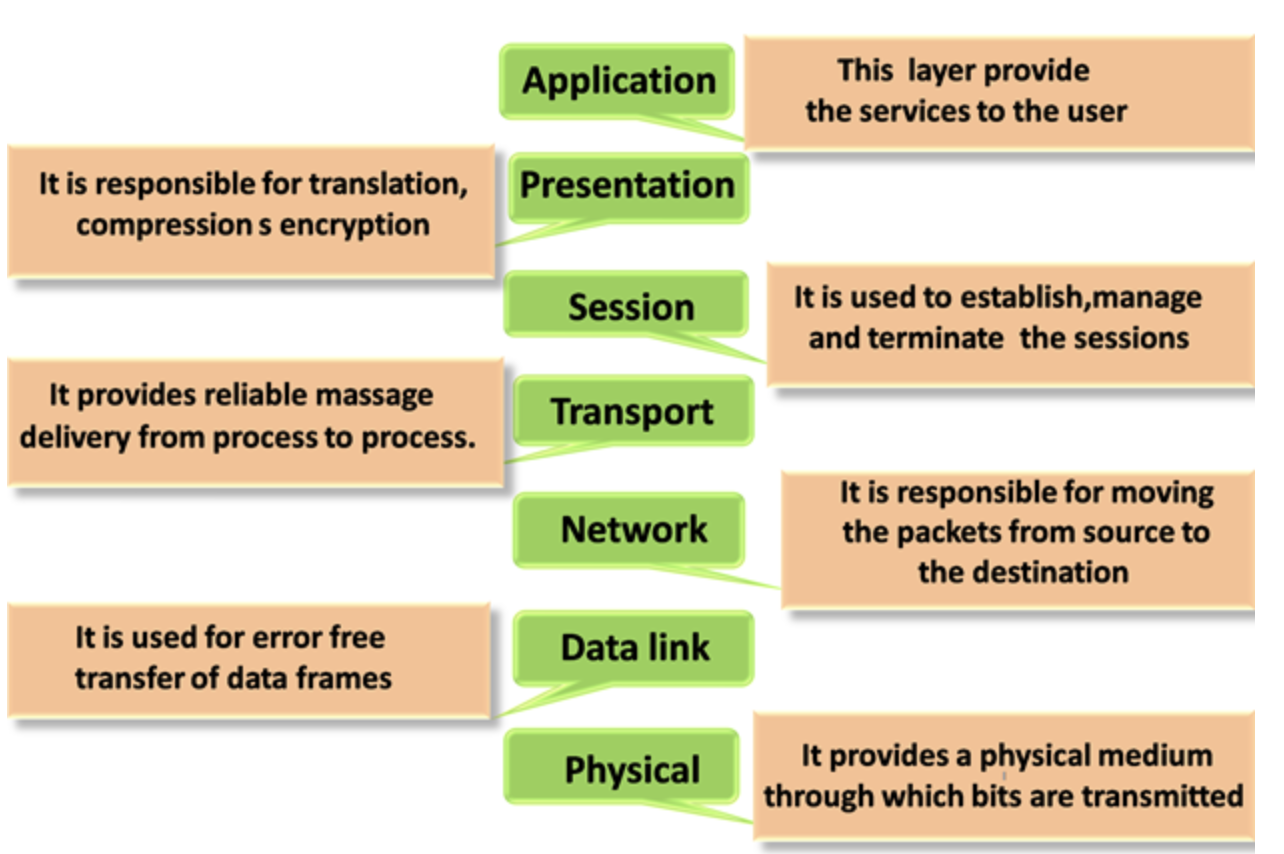 Application
This layer provide
the services to the user
Presentation
It is responsible for translation,
compression s encryption
Session
It is used to establish,manage
and terminate the sessions
Transport
It provides reliable massage
delivery from process to process.
Network
It is responsible for moving
the packets from source to
the destination
Data link
It is used for error free
transfer of data frames
Physical
It provides a physical medium
through which bits are transmitted